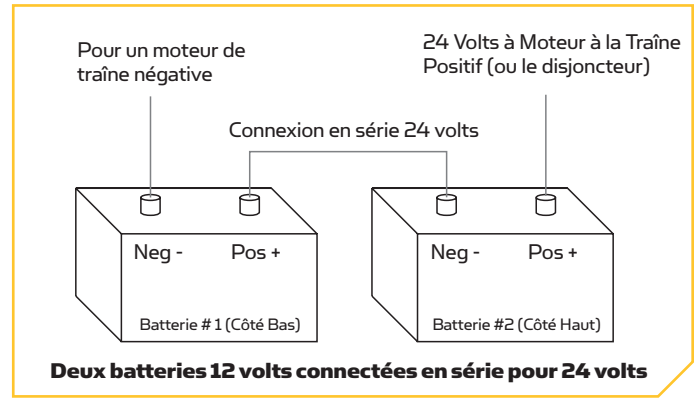 Pour un moteur de
traîne négative
24 Volts à Moteur à la Traîne
Positif (ou le disjoncteur)
Connexion en série 24 volts
Neg -
Pos +
Neg -
Pos +
Batterie # 1 (Côté Bas)
Batterie #2 (Côté Haut)
Deux batteries 12 volts connectées en série pour 24 volts